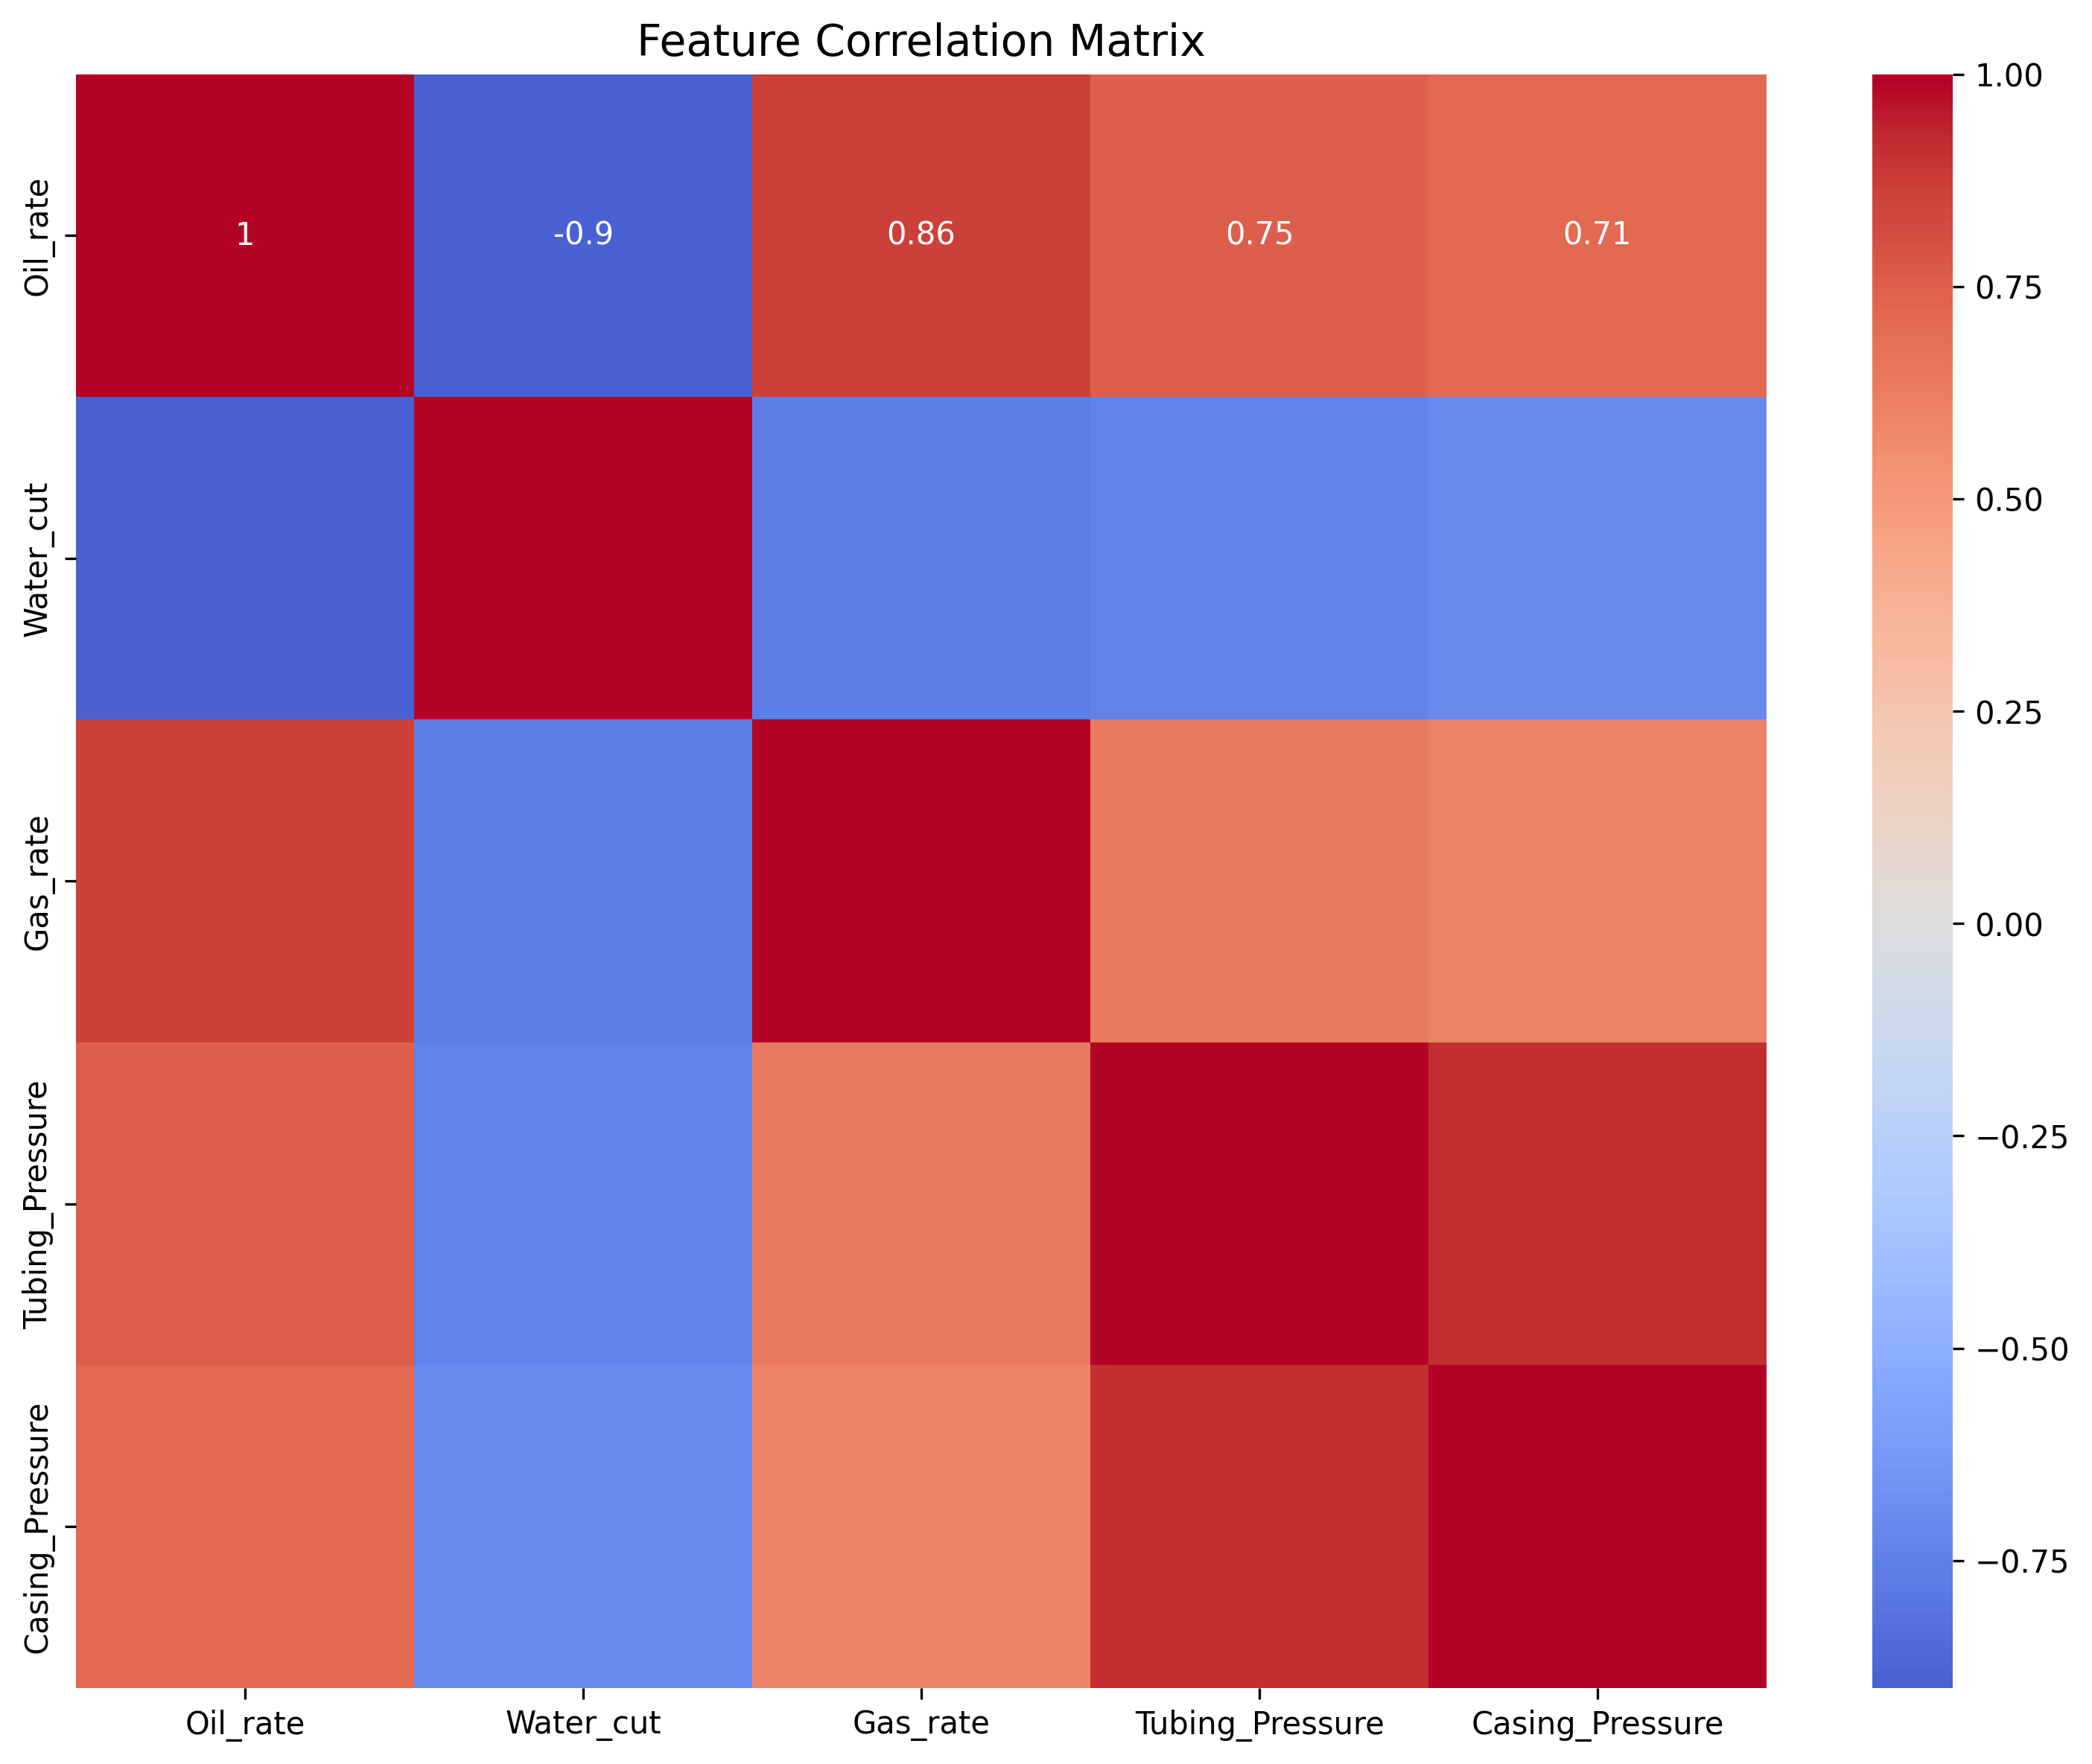 Feature Correlation Matrix
Oil_rate
1
-0.9
0.86
0.75
0.71
Water_cut
Gas_rate
Tubing_Pressure
Casing_Pressure
Oil_rate
Water_cut
Gas_rate
Tubing_Pressure
Casing_Pressure
1.00
0.75
0.50
0.25
0.00
−0.25
−0.50
−0.75